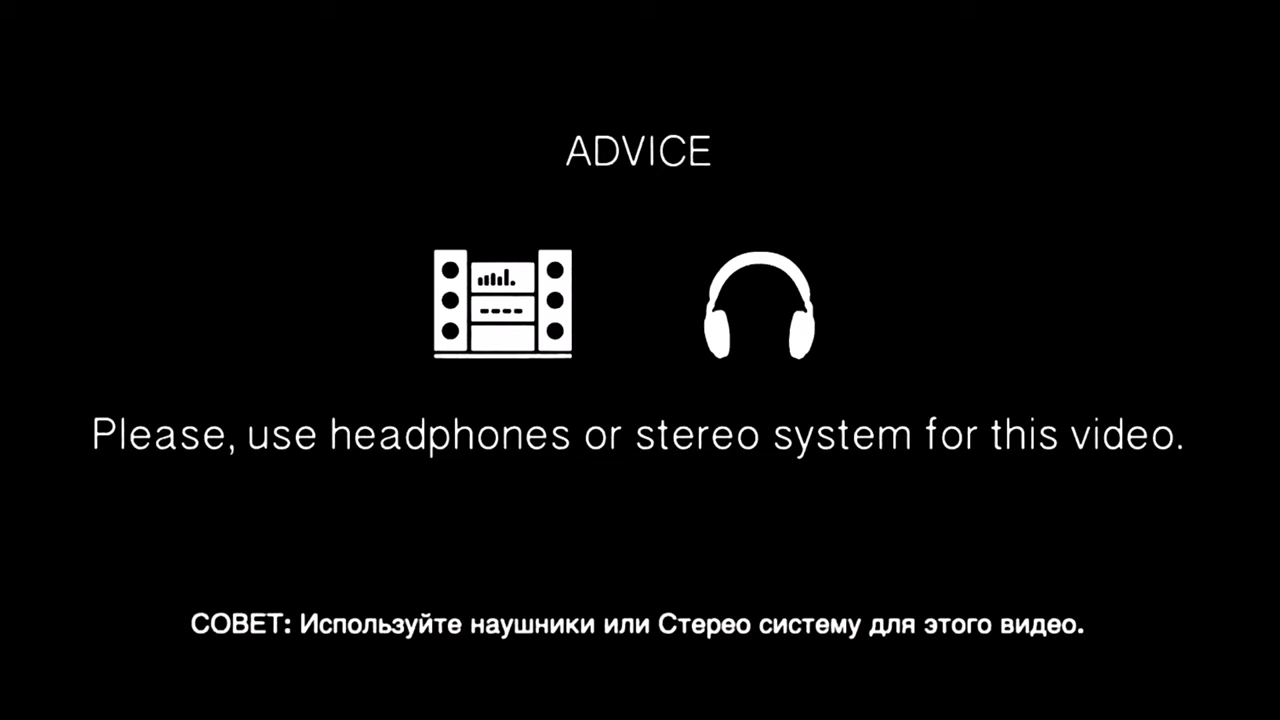 ADVICE
Please, use headphones or stereo system for this video.
СОВЕТ: Используйте наушники или Стерео систему для этого видео.